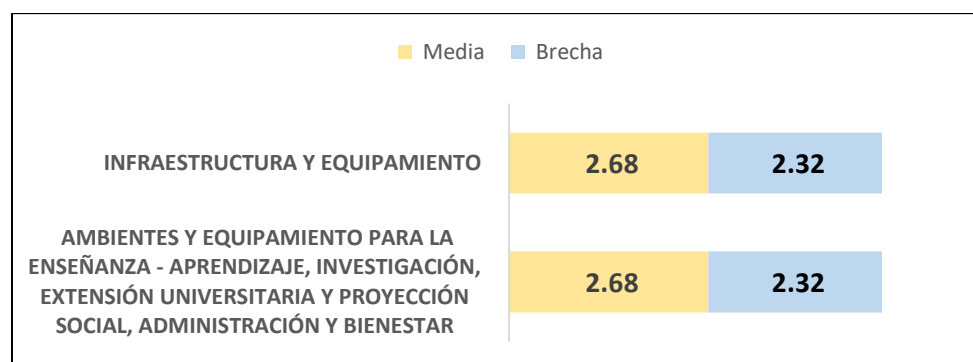 Media Brecha
INFRAESTRUCTURA Y EQUIPAMIENTO
2.68 2.32
AMBIENTES Y EQUIPAMIENTO PARA LA
ENSEÑANZA - APRENDIZAJE, INVESTIGACIÓN,
EXTENSIÓN UNIVERSITARIA Y PROYECCIÓN
SOCIAL, ADMINISTRACIÓN Y BIENESTAR
2.68 2.32